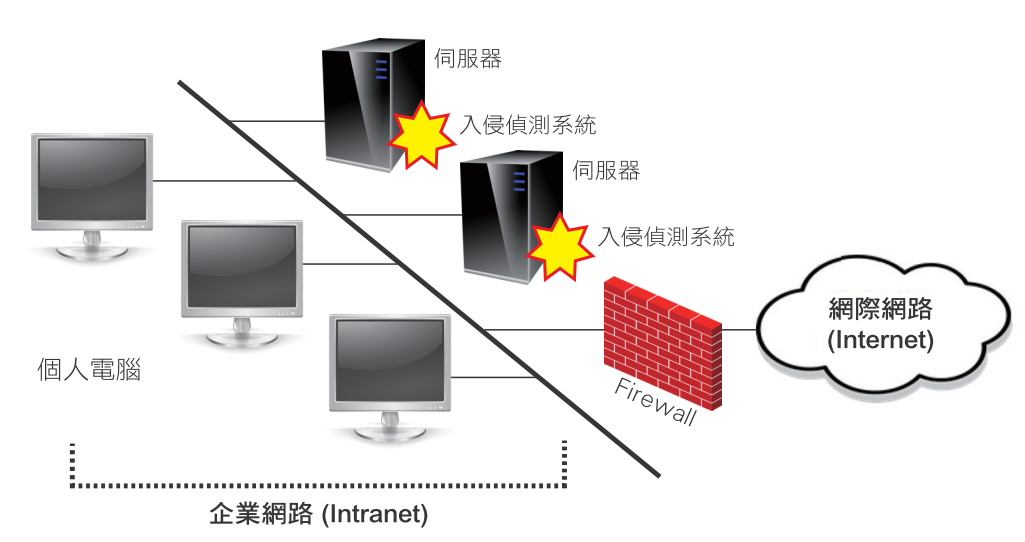 伺服器
入侵偵測系統
伺服器
入侵偵測系統
網際網路
(Internet)
個人電腦
Firewall
企業網路 (Intranet)